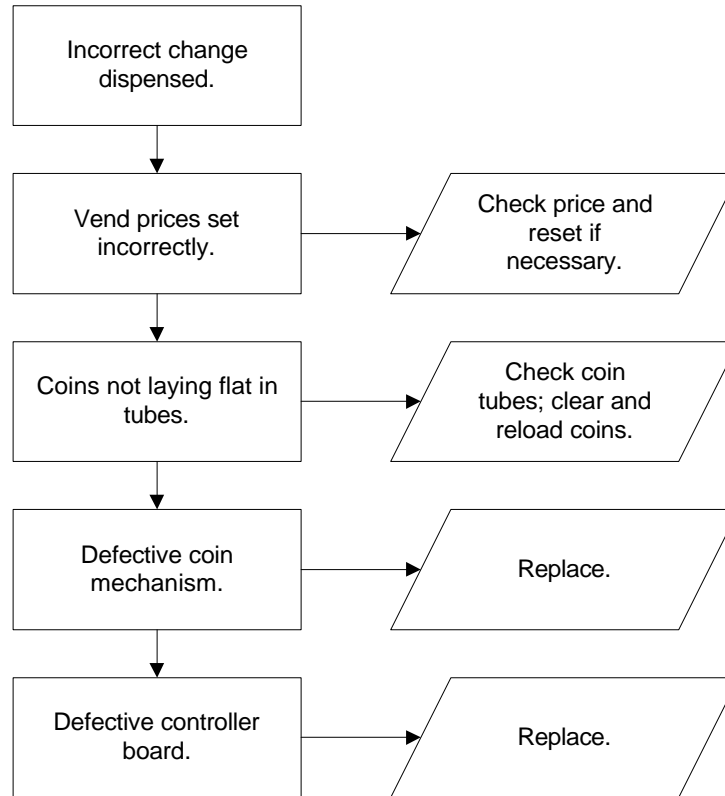 Incorrect change
dispensed.
Vend prices set
incorrectly.
Check price and
reset if
necessary.
Coins not laying flat in
tubes.
Check coin
tubes; clear and
reload coins.
Defective coin
mechanism.
Replace.
Defective controller
board.
Replace.